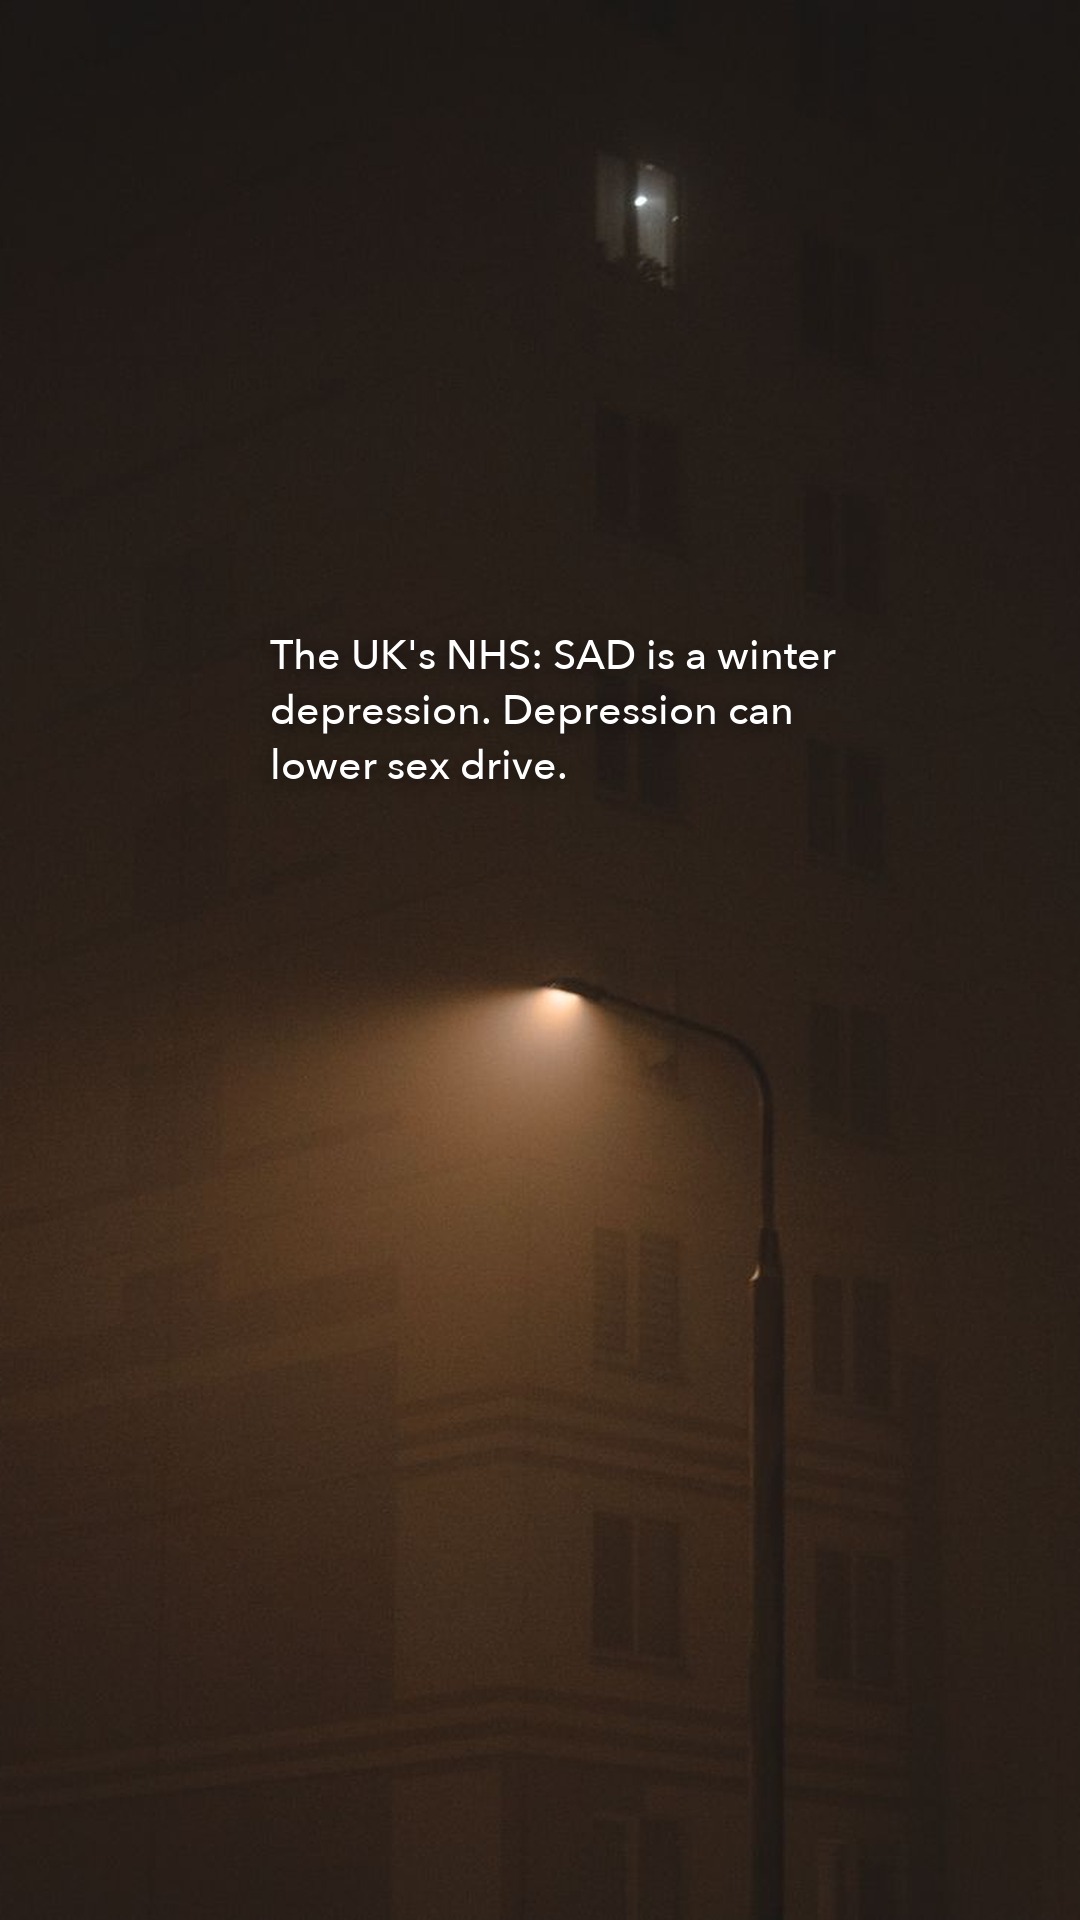 The UK's NHS: SAD is a winter
depression. Depression can
lower sex drive.